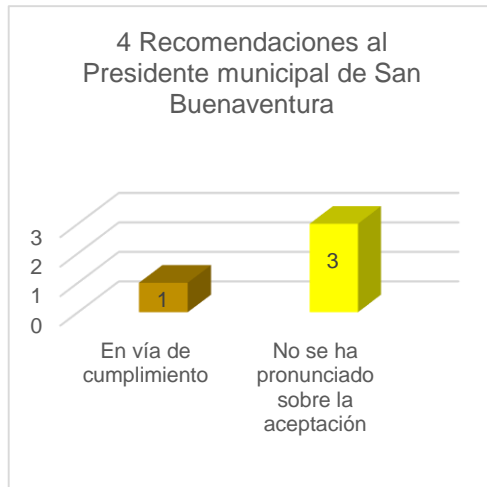 4 Recomendaciones al
Presidente municipal de San
Buenaventura
3
2
1
0
1
3
En vía de
cumplimiento
No se ha
pronunciado
sobre la
aceptación